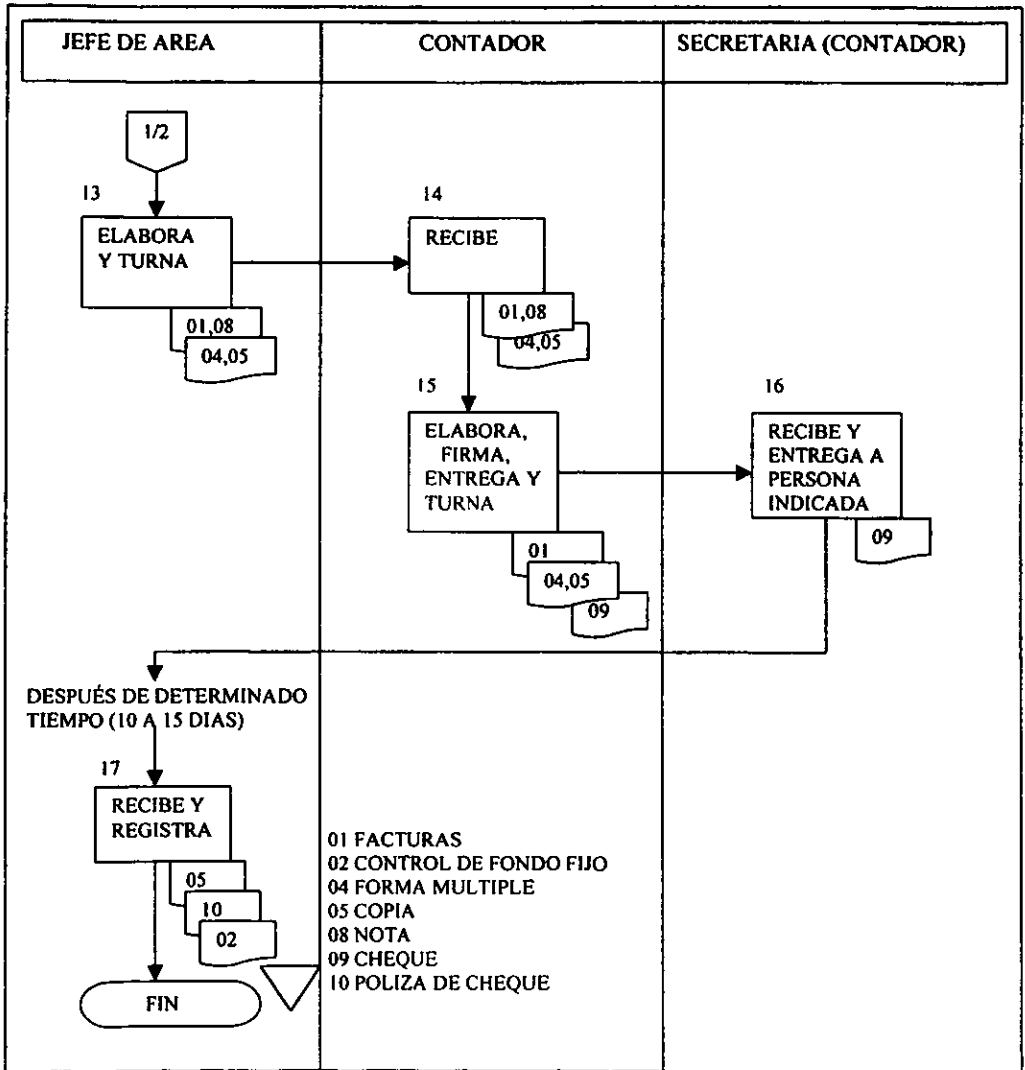 JEFE DE AREA
CONTADOR
SECRETARIA (CONTADOR)
1/2
13
ELABORA
Y TURNA
01,08
04,05
14
RECIBE
01,08
04,05
15
ELABORA,
FIRMA,
ENTREGA Y
TURNA
01
04,05
09
16
RECIBE Y
ENTREGA A
PERSONA
INDICADA
09
DESPUÉS DE DETERMINADO
TIEMPO (10 A 15 DIAS)
17
RECIBE Y
REGISTRA
05
10
02
FIN
01 FACTURAS
02 CONTROL DE FONDO FIJO
04 FORMA MULTIPLE
05 COPIA
08 NOTA
09 CHEQUE
10 POLIZA DE CHEQUE